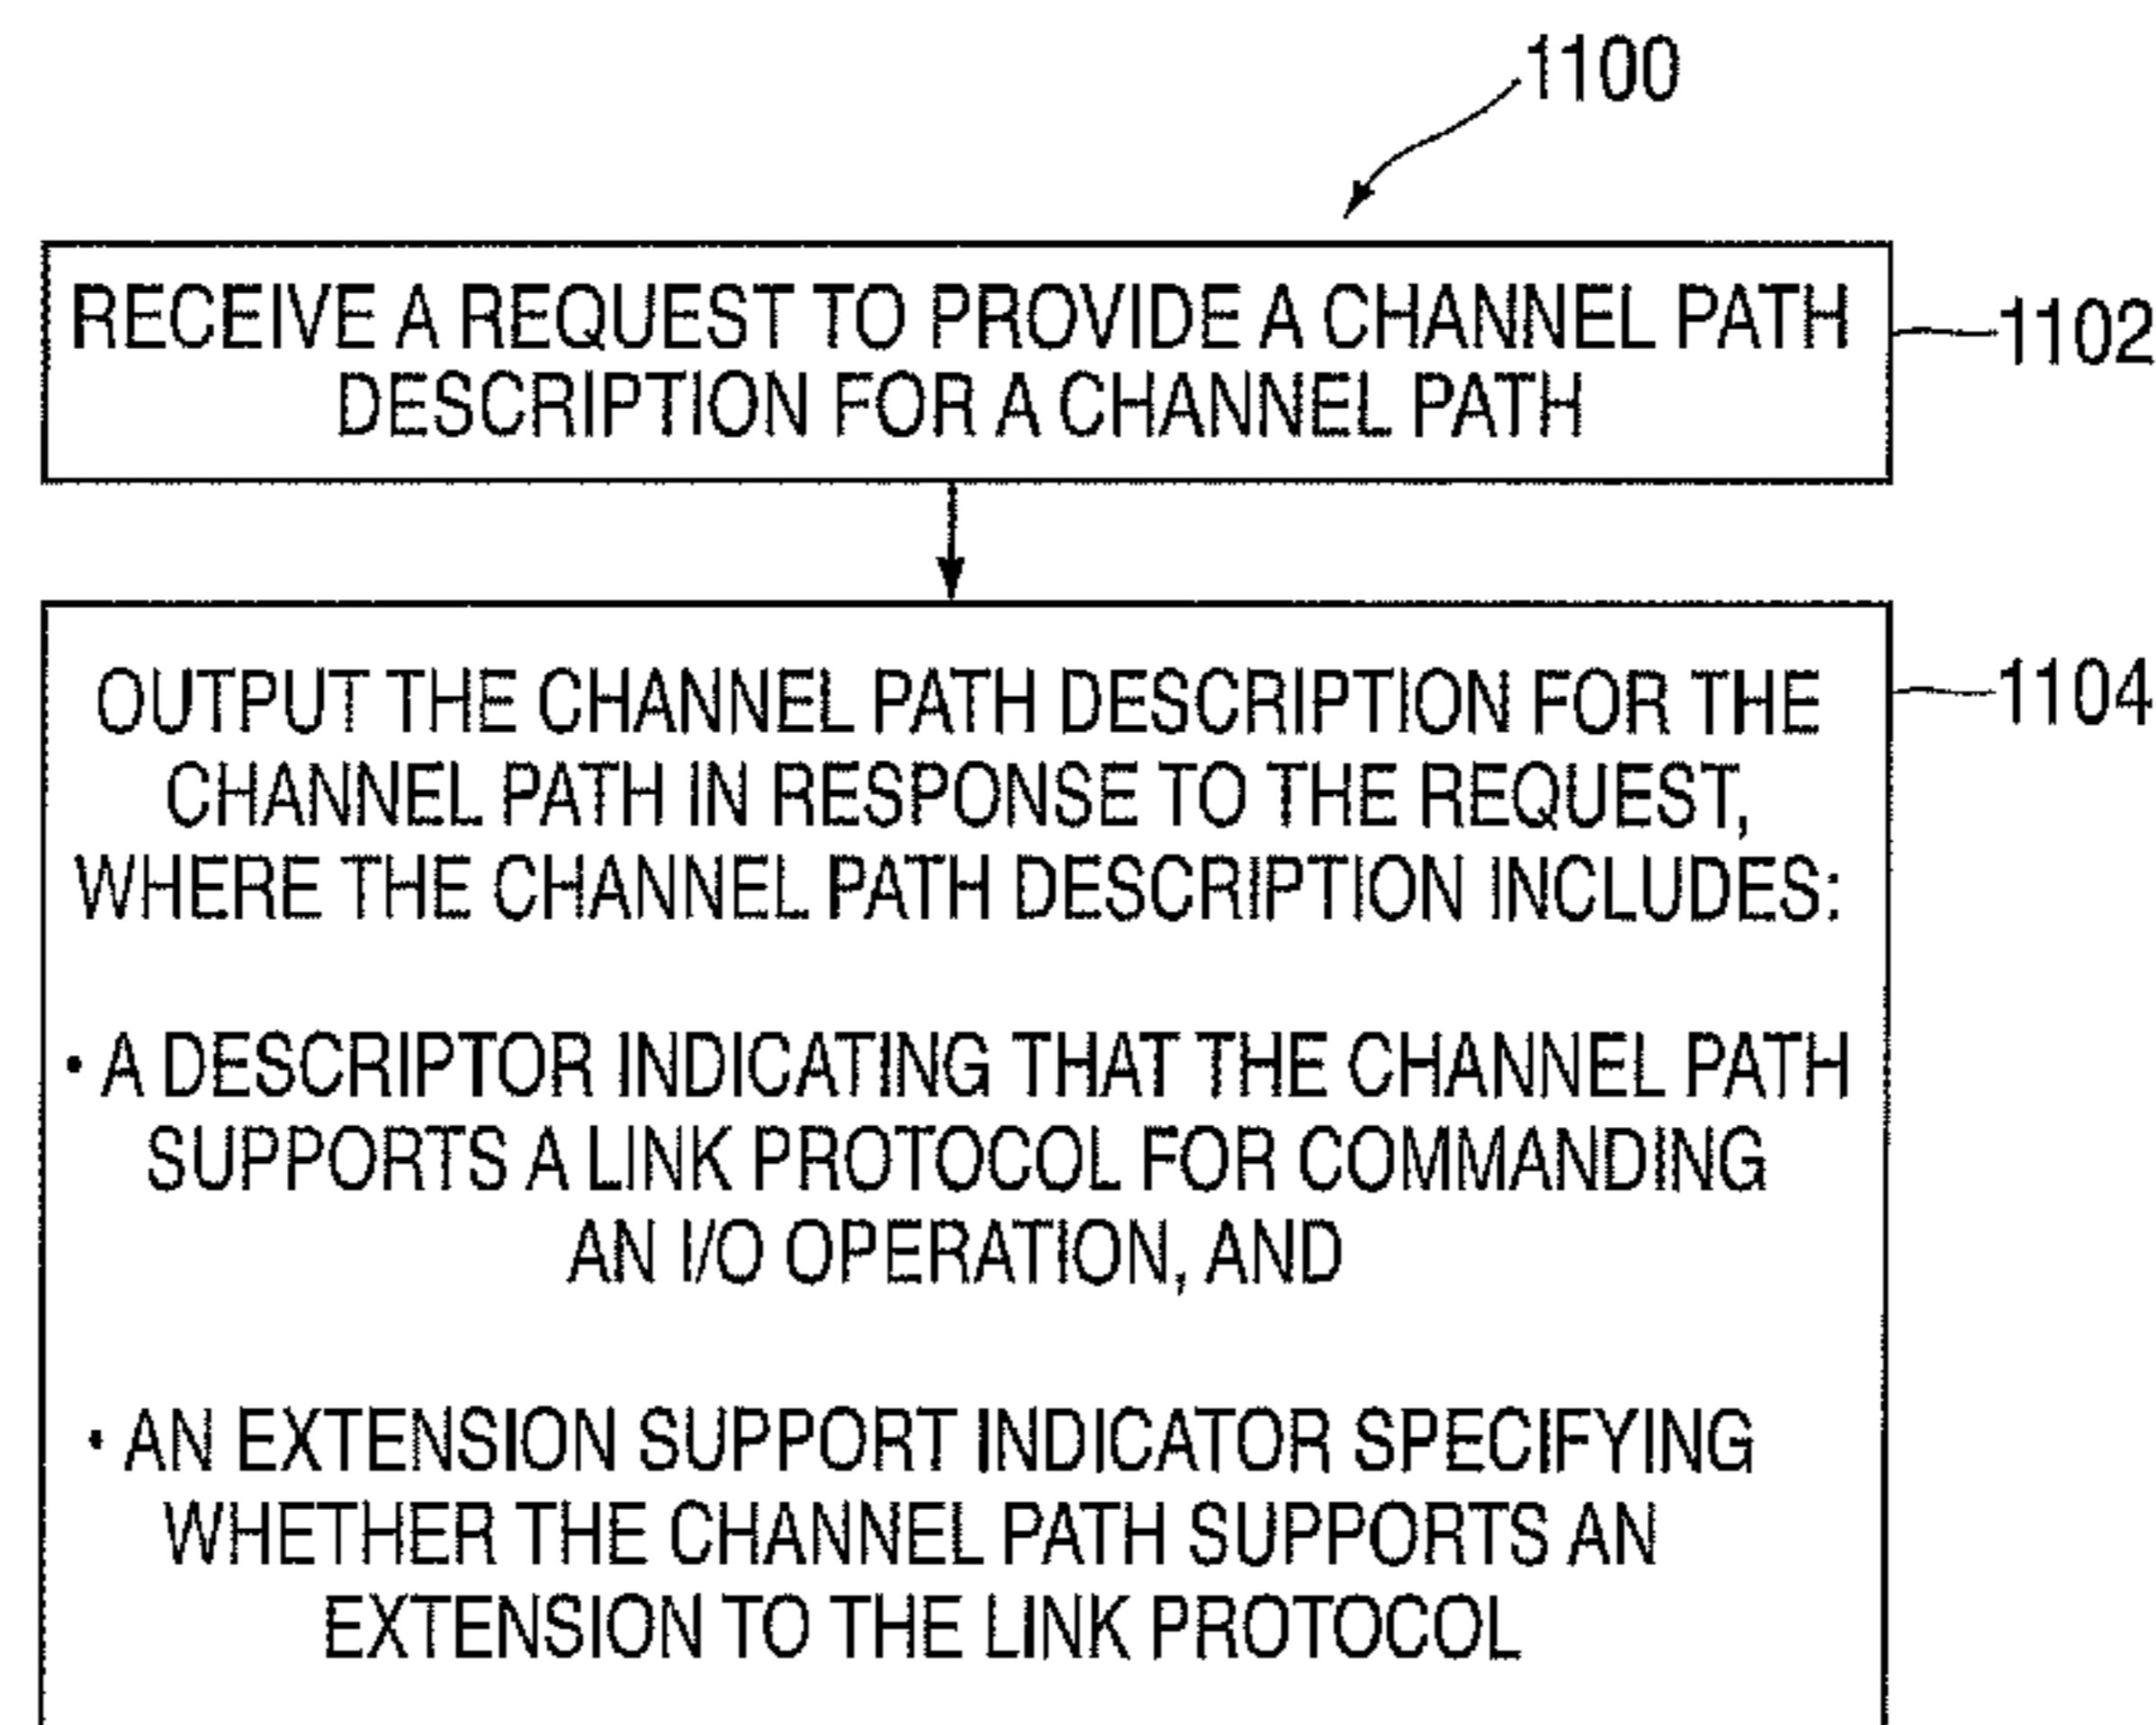 1100
RECEIVE A REQUEST TO PROVIDE A CHANNEL PATH
DESCRIPTION FOR A CHANNEL PATH
1102
OUTPUT THE CHANNEL PATH DESCRIPTION FOR THE
CHANNEL PATH IN RESPONSE TO THE REQUEST,
WHERE THE CHANNEL PATH DESCRIPTION INCLUDES:
1104
• A DESCRIPTOR INDICATING THAT THE CHANNEL PATH
SUPPORTS A LINK PROTOCOL FOR COMMANDING
AN I/O OPERATION, AND
• AN EXTENSION SUPPORT INDICATOR SPECIFYING
WHETHER THE CHANNEL PATH SUPPORTS AN
EXTENSION TO THE LINK PROTOCOL